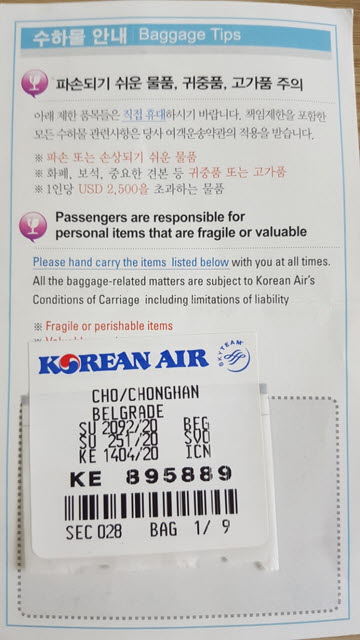 수하물 안내 Baggage Tips
파손되기 쉬운 물품, 귀중품, 고가품 주의
아래 제한 품목들은 직접 휴대하시기 바랍니다. 책임제한을 포함한
모든 수하물 관련사항은 당사 여객운송약관의 적용을 받습니다.
※ 파손 또는 손상되기 쉬운 물품
※ 화폐, 보석, 중요한 견본 등 귀중품 또는 고가품
※ 1인당 USD 2,500을 초과하는 물품
Passengers are responsible for
personal items that are fragile or valuable
Please hand carry the items listed below with you at all times.
All the baggage-related matters are subject to Korean Air's
Conditions of Carriage including limitations of liability
※ Fragile or perishable items
KOREAN AIR SKYTEAM
CHO/CHONGHAN
BELGRADE
SU 2092/20 BEG
SU 251/20 SVO
KE 1404/20 ICN
KE 895889
SEC 028 BAG 1/ 9